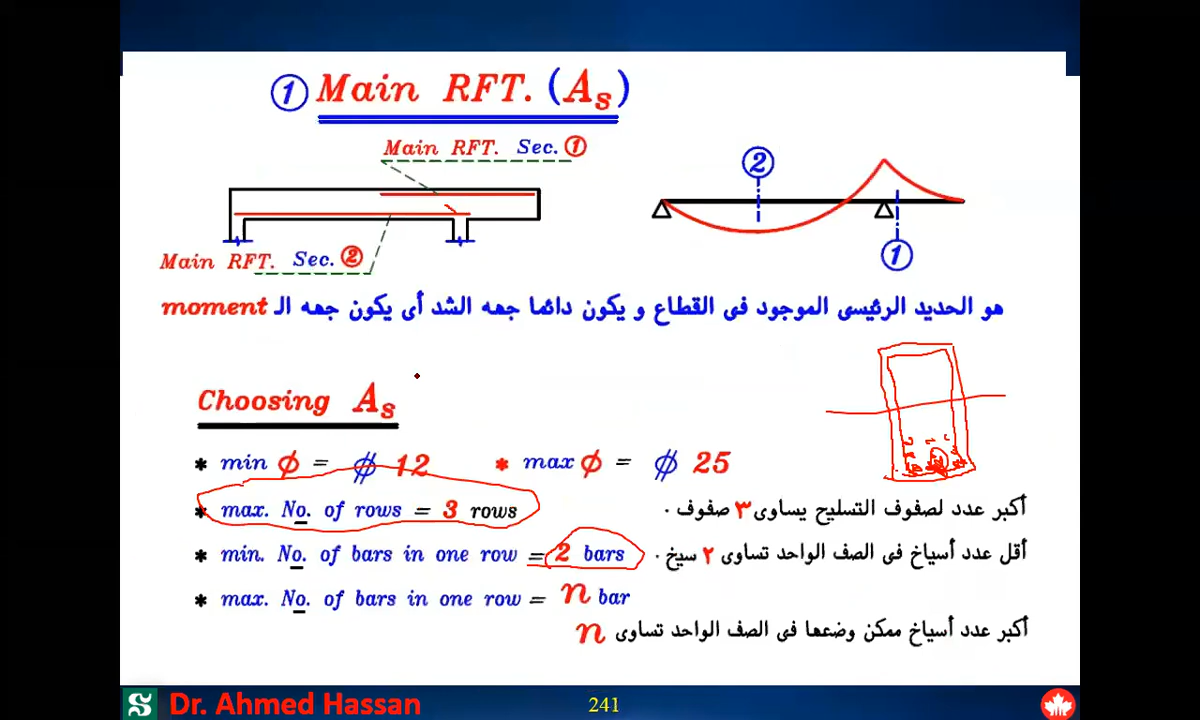 ① Main RFT. (As)
Main RFT. Sec. ①
②
①
Main RFT. Sec. ②
هو الحديد الرئيسى الموجود فى القطاع و يكون دائما جهه الشد أى يكون جهه الـ moment
Choosing As
* min ϕ = ⌀ 12 * max ϕ = ⌀ 25
* max. No. of rows = 3 rows أكبر عدد لصفوف التسليح يساوى ٣ صفوف .
* min. No. of bars in one row = 2 bars أقل عدد أسياخ فى الصف الواحد تساوى ٢ سيخ .
* max. No. of bars in one row = n bar
أكبر عدد أسياخ ممكن وضعها فى الصف الواحد تساوى n
Dr. Ahmed Hassan 241